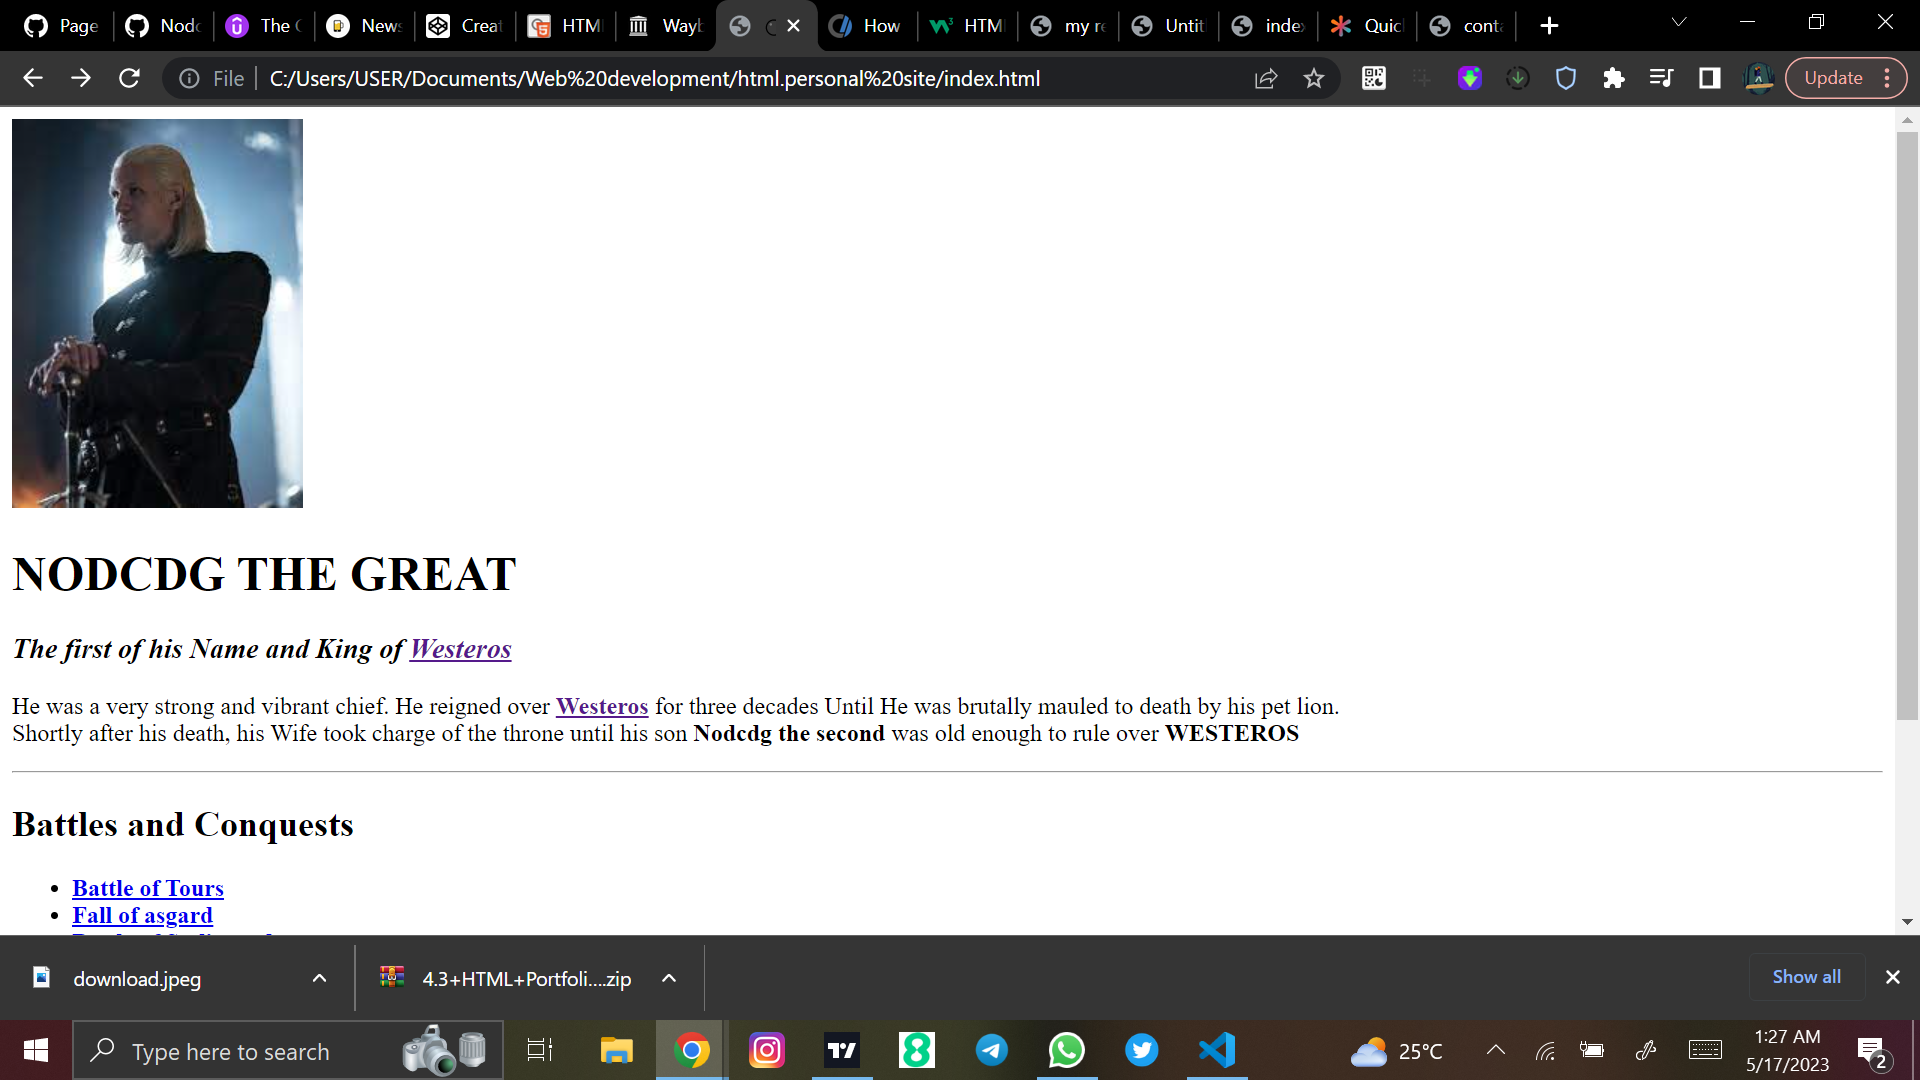 Page
Nodc
The C
News
Creat
HTMl
Wayb
How
HTMl
my re
Untit
index
Quicl
conta
File
C:/Users/USER/Documents/Web%20development/html.personal%20site/index.html
Update
NODCDG THE GREAT
The first of his Name and King of Westeros
He was a very strong and vibrant chief. He reigned over Westeros for three decades Until He was brutally mauled to death by his pet lion.
Shortly after his death, his Wife took charge of the throne until his son Nodcdg the second was old enough to rule over WESTEROS
Battles and Conquests
• Battle of Tours
• Fall of asgard
download.jpeg
4.3+HTML+Portfoli....zip
Show all
Type here to search
25°C
1:27 AM
5/17/2023
2